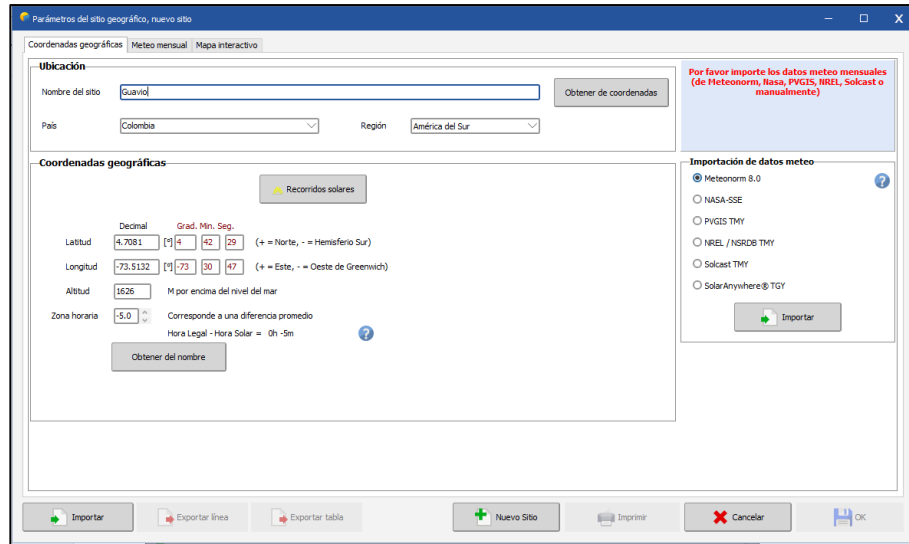 Parámetros del sitio geográfico, nuevo sitio
Coordenadas geográficas Meteo mensual Mapa interactivo
Ubicación
Nombre del sitio Guavio Obtener de coordenadas
País Colombia Región América del Sur
Por favor importe los datos meteo mensuales
(de Meteonorm, Nasa, PVGIS, NREL, Solcast o
manualmente)
Coordenadas geográficas
Recorridos solares
Decimal Grad. Min. Seg.
Latitud 4.7081 [°] 4 42 29 (+ = Norte, - = Hemisferio Sur)
Longitud -73.5132 [°] -73 30 47 (+ = Este, - = Oeste de Greenwich)
Altitud 1626 M por encima del nivel del mar
Zona horaria -5.0 Corresponde a una diferencia promedio
Hora Legal - Hora Solar = 0h -5m ?
Obtener del nombre
Importación de datos meteo
Meteonorm 8.0 ?
NASA-SSE
PVGIS TMY
NREL / NSRDB TMY
Solcast TMY
SolarAnywhere® TGY
Importar
Importar Exportar línea Exportar tabla Nuevo Sitio Imprimir Cancelar OK